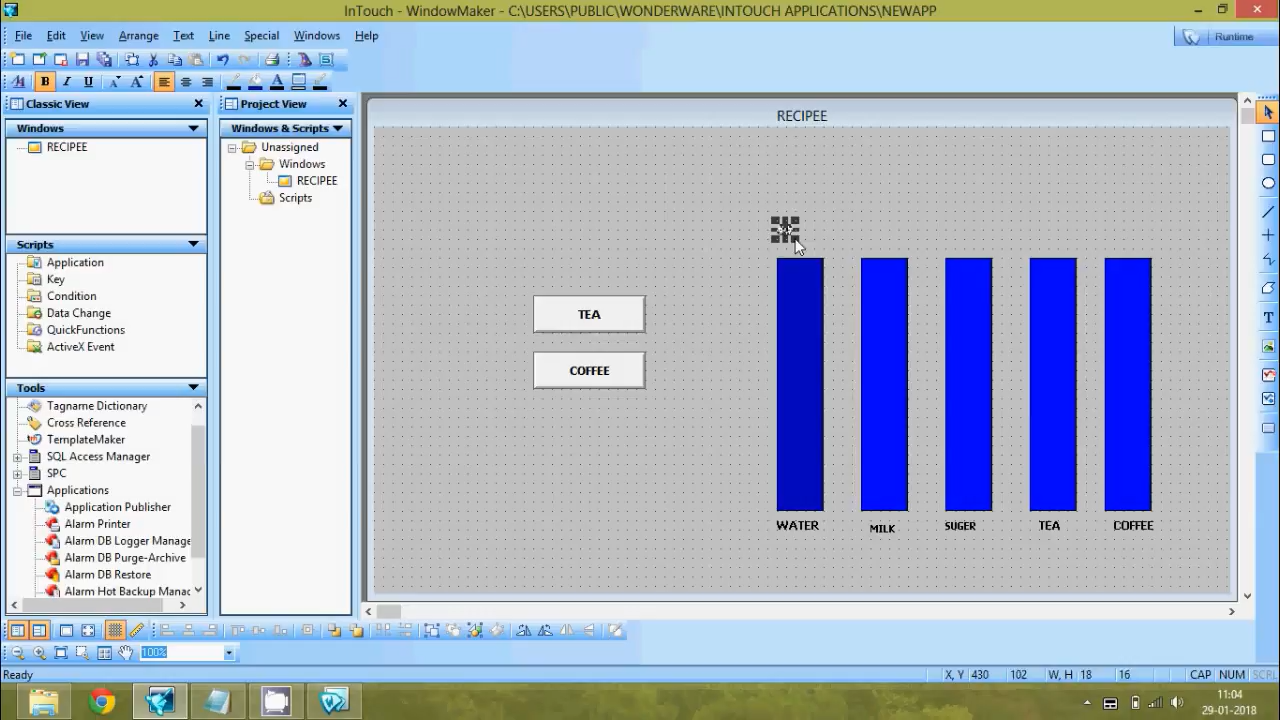 InTouch - WindowMaker - C:\USERS\PUBLIC\WONDERWARE\INTOUCH APPLICATIONS\NEWAPP
File Edit View Arrange Text Line Special Windows Help
Runtime
B I U A A A
Classic View
Windows
RECIPEE
Scripts
Application
Key
Condition
Data Change
QuickFunctions
ActiveX Event
Tools
Tagname Dictionary
Cross Reference
TemplateMaker
SQL Access Manager
SPC
Applications
Application Publisher
Alarm Printer
Alarm DB Logger Manage
Alarm DB Purge-Archive
Alarm DB Restore
Alarm Hot Backup Manac
Project View
Windows & Scripts
Unassigned
Windows
RECIPEE
Scripts
RECIPEE
TEA
COFFEE
WATER MILK SUGER TEA COFFEE
T
100%
Ready
X, Y 430 102 W, H 18 16 CAP NUM SCRL
11:04
29-01-2018